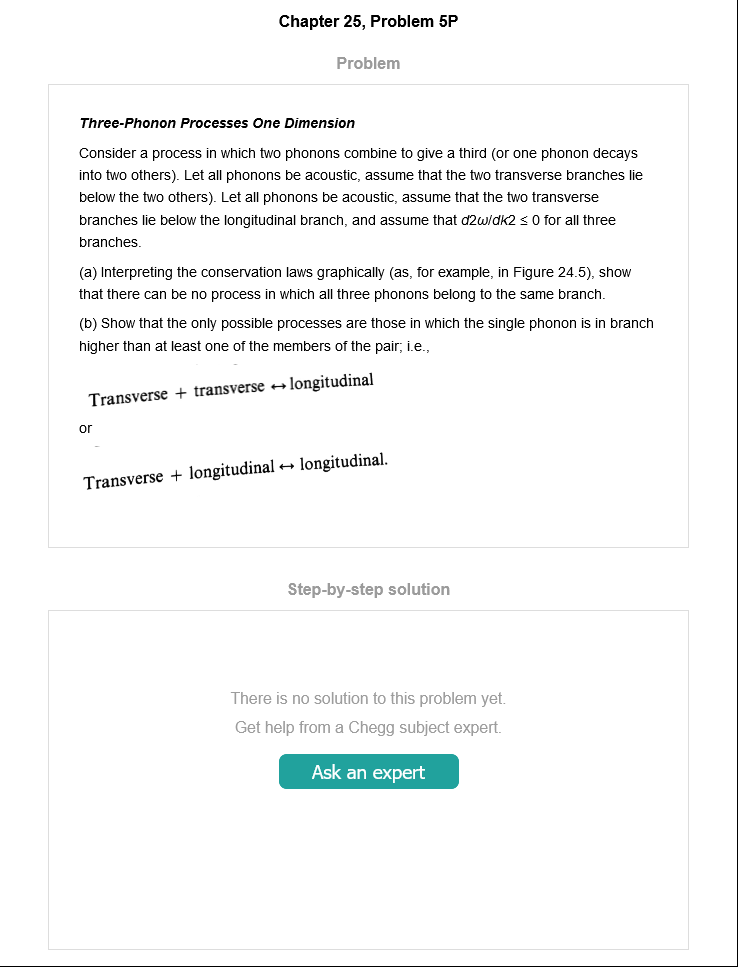 Chapter 25, Problem 5P
Problem
Three-Phonon Processes One Dimension
Consider a process in which two phonons combine to give a third (or one phonon decays
into two others). Let all phonons be acoustic, assume that the two transverse branches lie
below the two others). Let all phonons be acoustic, assume that the two transverse
branches lie below the longitudinal branch, and assume that d2ω/dk2 ≤ 0 for all three
branches.
(a) Interpreting the conservation laws graphically (as, for example, in Figure 24.5), show
that there can be no process in which all three phonons belong to the same branch.
(b) Show that the only possible processes are those in which the single phonon is in branch
higher than at least one of the members of the pair; i.e.,
Transverse + transverse ↔ longitudinal
or
Transverse + longitudinal ↔ longitudinal.
Step-by-step solution
There is no solution to this problem yet.
Get help from a Chegg subject expert.
Ask an expert